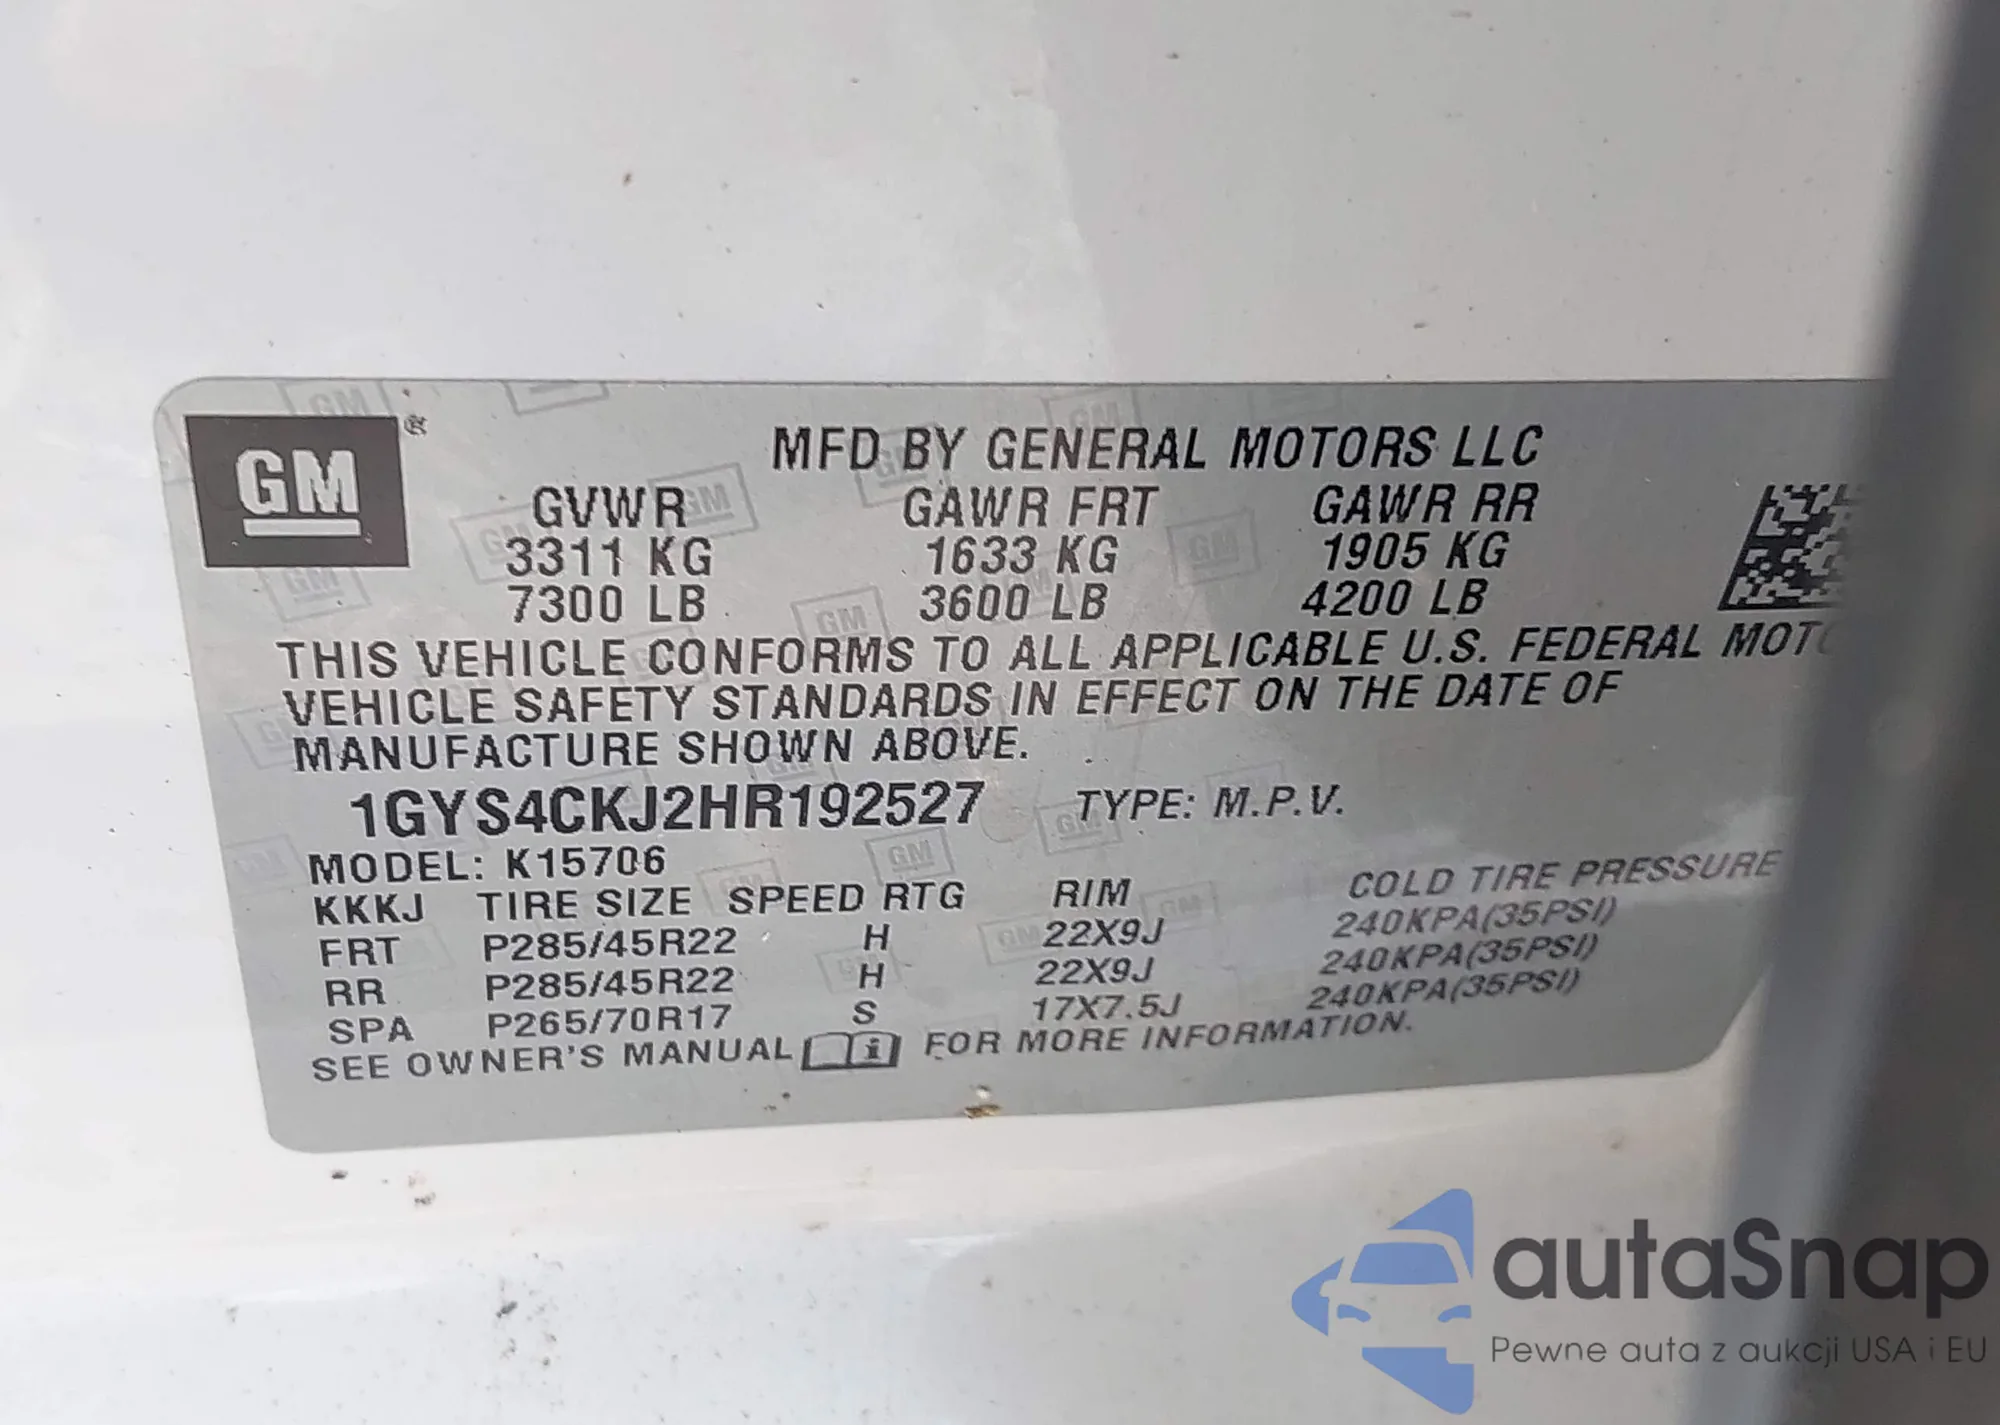 GM
MFD BY GENERAL MOTORS LLC
GVWR GAWR FRT GAWR RR
3311 KG 1633 KG 1905 KG
7300 LB 3600 LB 4200 LB
THIS VEHICLE CONFORMS TO ALL APPLICABLE U.S. FEDERAL MOTO
VEHICLE SAFETY STANDARDS IN EFFECT ON THE DATE OF
MANUFACTURE SHOWN ABOVE.
1GYS4CKJ2HR192527 TYPE: M.P.V.
MODEL: K15706
KKKJ TIRE SIZE SPEED RTG RIM COLD TIRE PRESSURE
FRT P285/45R22 H 22X9J 240KPA(35PSI)
RR P285/45R22 H 22X9J 240KPA(35PSI)
SPA P265/70R17 S 17X7.5J 240KPA(35PSI)
SEE OWNER'S MANUAL FOR MORE INFORMATION.
autaSnap
Pewne auta z aukcji USA i EU